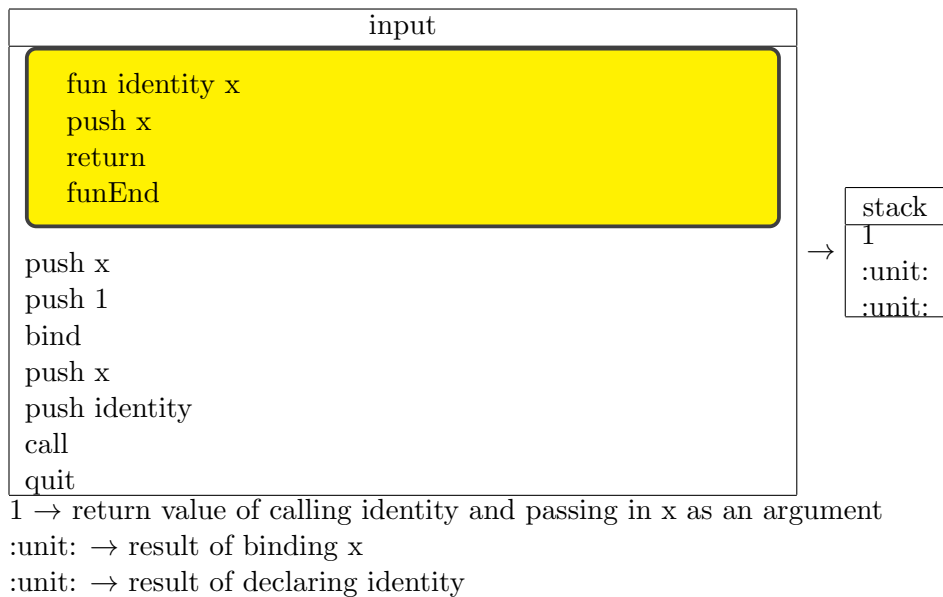 input
fun identity x
push x
return
funEnd
push x
push 1
bind
push x
push identity
call
quit
→
stack
1
:unit:
:unit:
1 → return value of calling identity and passing in x as an argument
:unit: → result of binding x
:unit: → result of declaring identity